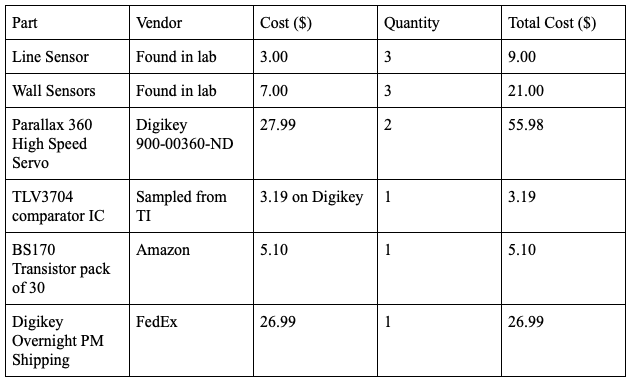 Part Vendor Cost ($) Quantity Total Cost ($)
Line Sensor Found in lab 3.00 3 9.00
Wall Sensors Found in lab 7.00 3 21.00
Parallax 360 Digikey 27.99 2 55.98
High Speed 900-00360-ND
Servo
TLV3704 Sampled from 3.19 on Digikey 1 3.19
comparator IC TI
BS170 Amazon 5.10 1 5.10
Transistor pack
of 30
Digikey FedEx 26.99 1 26.99
Overnight PM
Shipping